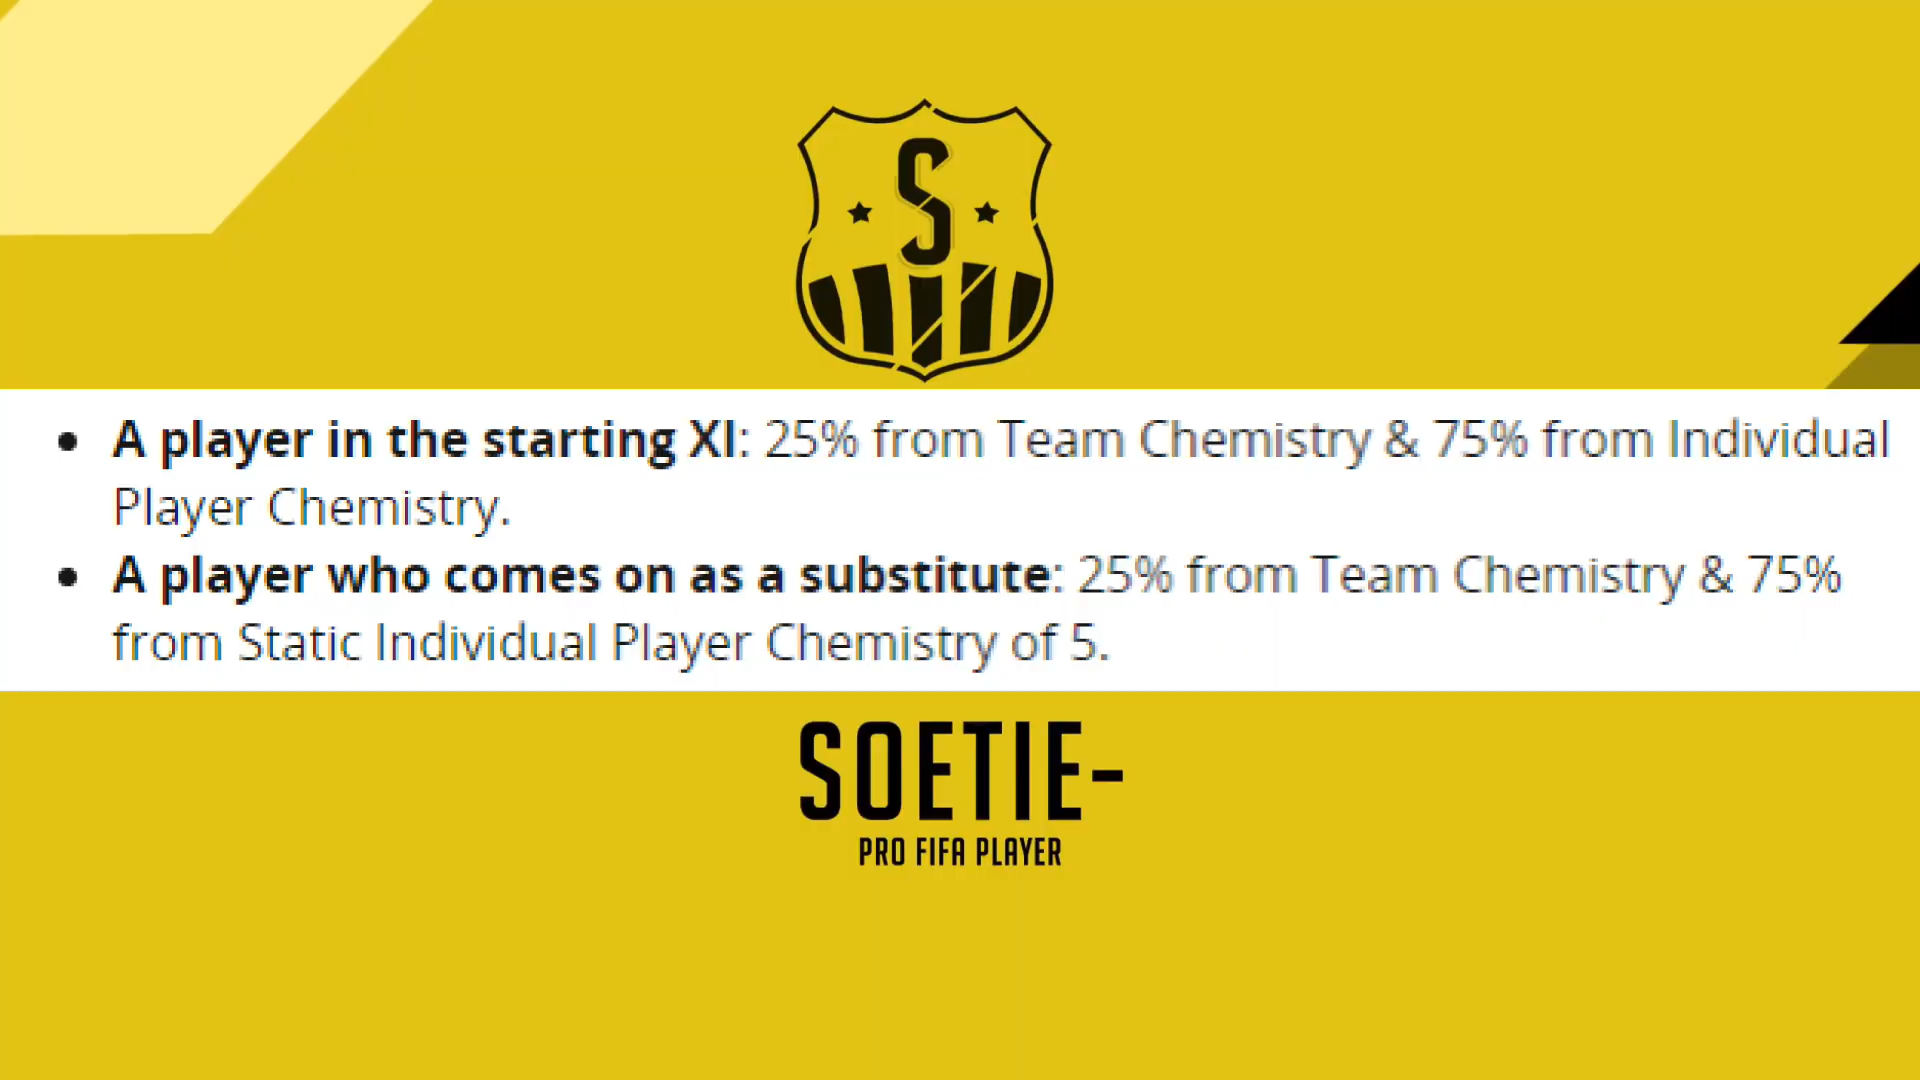 S
• A player in the starting XI: 25% from Team Chemistry & 75% from Individual
Player Chemistry.
• A player who comes on as a substitute: 25% from Team Chemistry & 75%
from Static Individual Player Chemistry of 5.
SOETIE-
PRO FIFA PLAYER